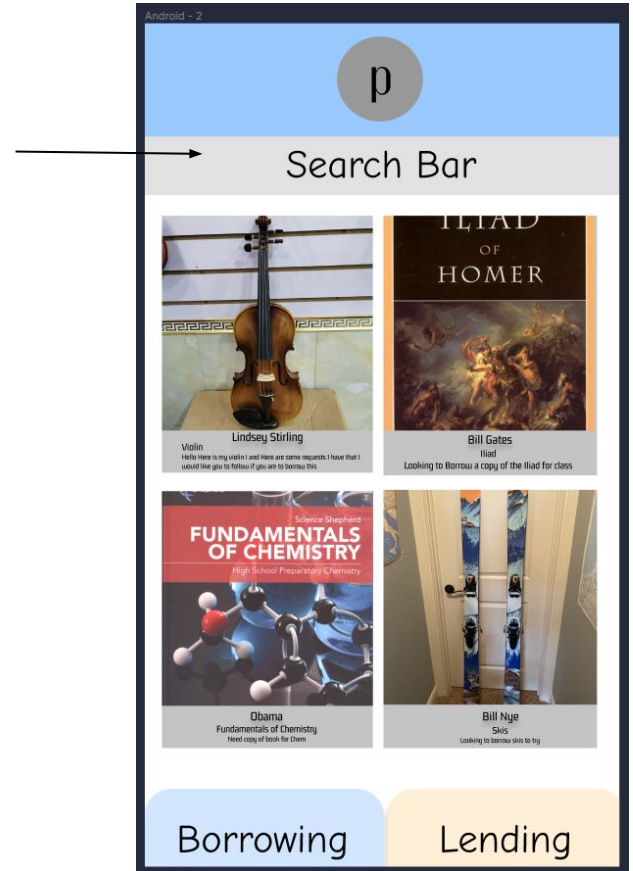 Android - 2
p
Search Bar
Lindsey Stirling
Violin
Hello Here is my violin I and Here are some requests I have that I
would like you to follow if you are to borrow this
ILIAD
OF
HOMER
Bill Gates
Iliad
Looking to Borrow a copy of the Iliad for class
Science Shepherd
FUNDAMENTALS
OF CHEMISTRY
High School Preparatory Chemistry
Obama
Fundamentals of Chemistry
Need copy of book for Chem
Bill Nye
Skis
Looking to borrow skis to try
Borrowing
Lending